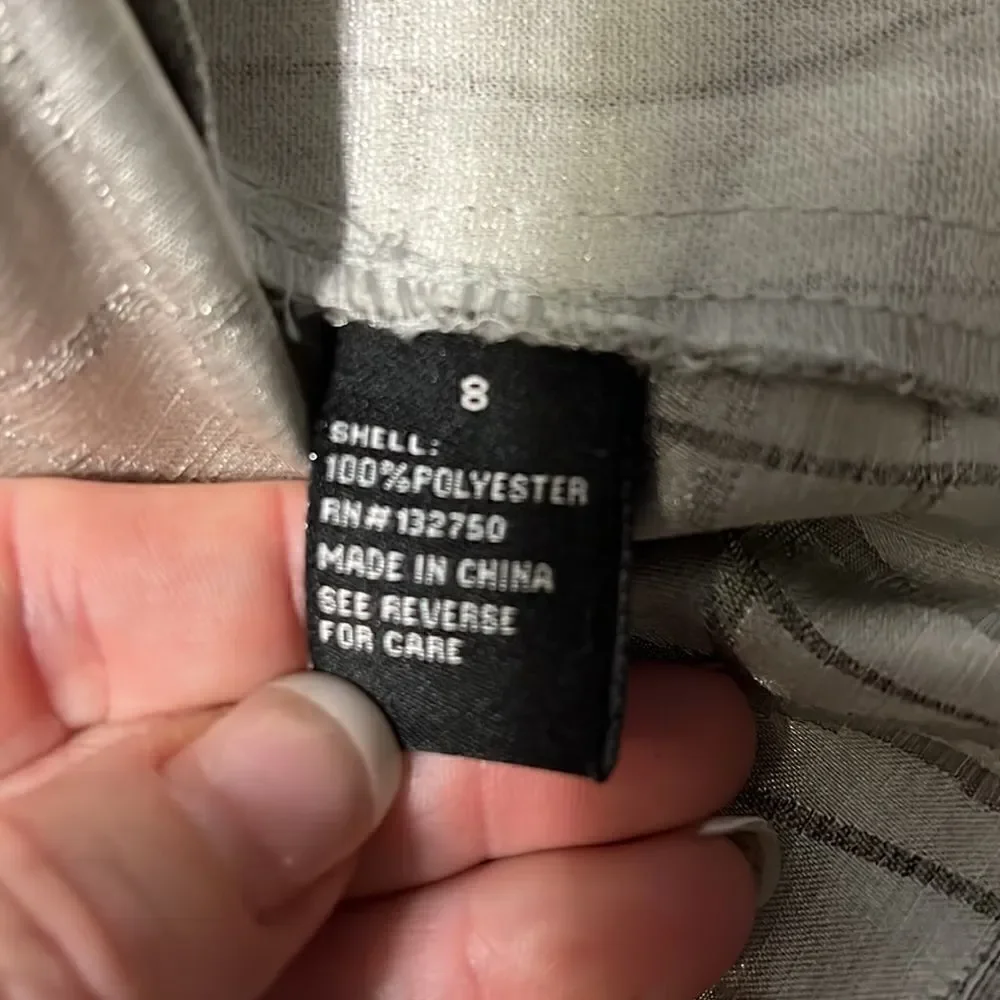 8
SHELL:
100%POLYESTER
RN#132750
MADE IN CHINA
SEE REVERSE
FOR CARE